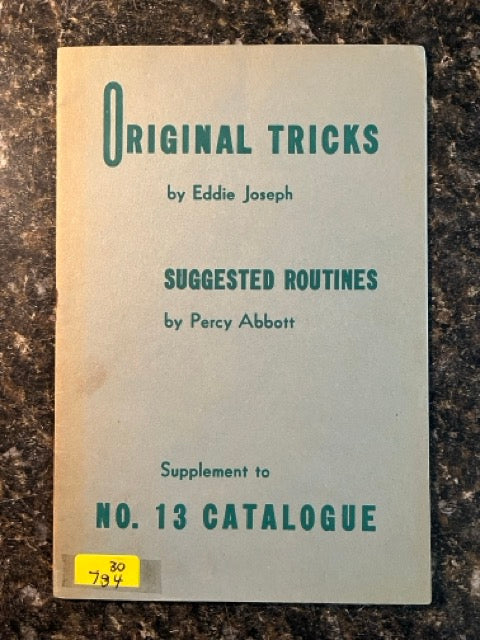 ORIGINAL TRICKS
by Eddie Joseph
SUGGESTED ROUTINES
by Percy Abbott
Supplement to
NO. 13 CATALOGUE
30
794